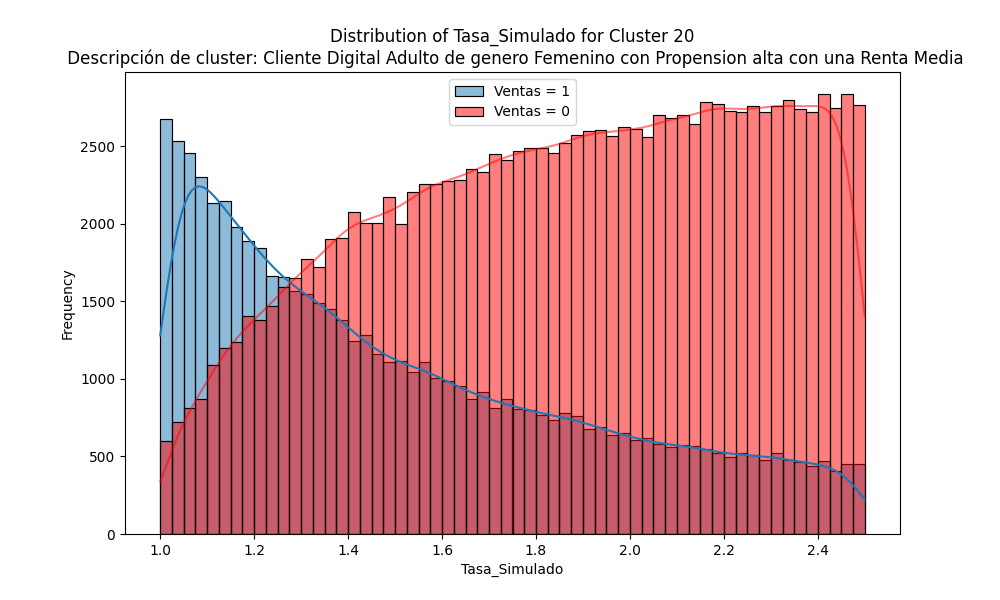 Distribution of Tasa_Simulado for Cluster 20
Descripción de cluster: Cliente Digital Adulto de genero Femenino con Propension alta con una Renta Media
Ventas = 1
Ventas = 0
Frequency
2500
2000
1500
1000
500
0
1.0 1.2 1.4 1.6 1.8 2.0 2.2 2.4
Tasa_Simulado